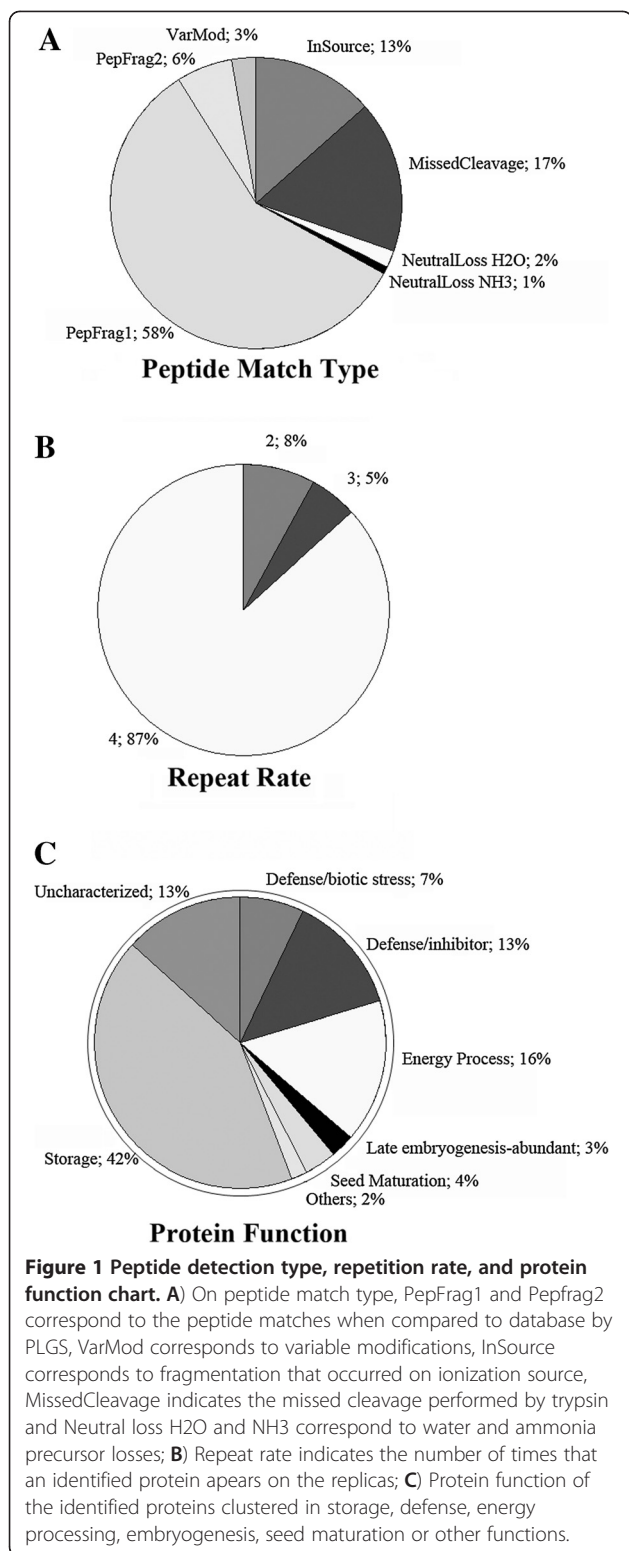 A
VarMod; 3%
InSource; 13%
PepFrag2; 6%
MissedCleavage; 17%
NeutralLoss H2O; 2%
NeutralLoss NH3; 1%
PepFrag1; 58%
Peptide Match Type
B
2; 8%
3; 5%
4; 87%
Repeat Rate
C
Defense/biotic stress; 7%
Uncharacterized; 13%
Defense/inhibitor; 13%
Energy Process; 16%
Late embryogenesis-abundant; 3%
Storage; 42%
Seed Maturation; 4%
Others; 2%
Protein Function
Figure 1 Peptide detection type, repetition rate, and protein
function chart. A) On peptide match type, PepFrag1 and Pepfrag2
correspond to the peptide matches when compared to database by
PLGS, VarMod corresponds to variable modifications, InSource
corresponds to fragmentation that occurred on ionization source,
MissedCleavage indicates the missed cleavage performed by trypsin
and Neutral loss H2O and NH3 correspond to water and ammonia
precursor losses; B) Repeat rate indicates the number of times that
an identified protein apears on the replicas; C) Protein function of
the identified proteins clustered in storage, defense, energy
processing, embryogenesis, seed maturation or other functions.